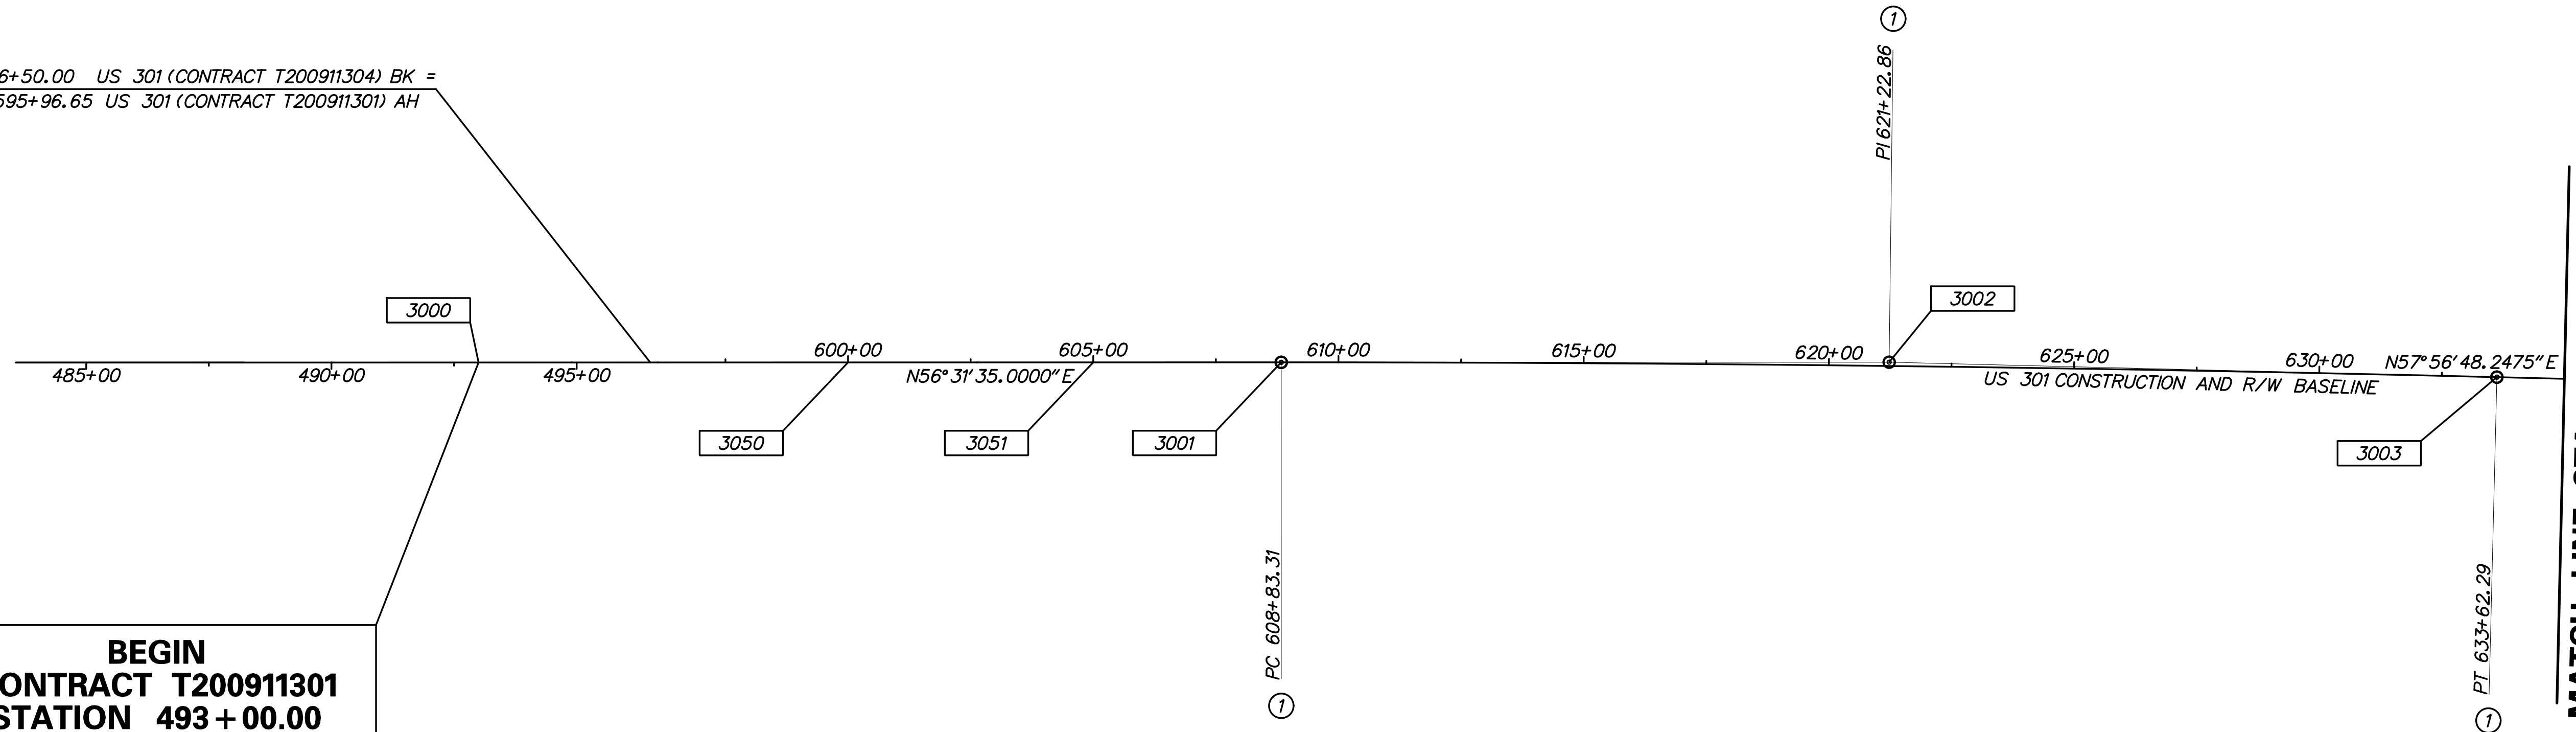 6+50.00 US 301 (CONTRACT T200911304) BK =
595+96.65 US 301 (CONTRACT T200911301) AH
1
PI 621+22.86
3000
3002
485+00
490+00
495+00
600+00
605+00
610+00
615+00
620+00
625+00
630+00
N56°31'35.0000"E
N57°56'48.2475"E
US 301 CONSTRUCTION AND R/W BASELINE
3050
3051
3001
3003
PC 608+83.31
1
PT 633+62.29
1
BEGIN
ONTRACT T200911301
STATION 493+00.00
MATCH LINE STA